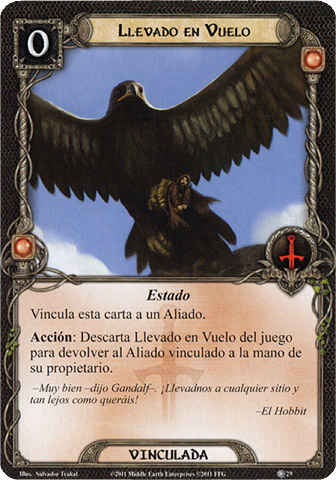 0
LLEVADO EN VUELO
Estado
Vincula esta carta a un Aliado.
Acción: Descarta Llevado en Vuelo del juego
para devolver al Aliado vinculado a la mano de
su propietario.
–Muy bien –dijo Gandalf–. ¡Llevadnos a cualquier sitio y
tan lejos como queráis!
–El Hobbit
VINCULADA
Illus. Salvador Trakal
©2011 Middle Earth Enterprises ©2011 FFG
29